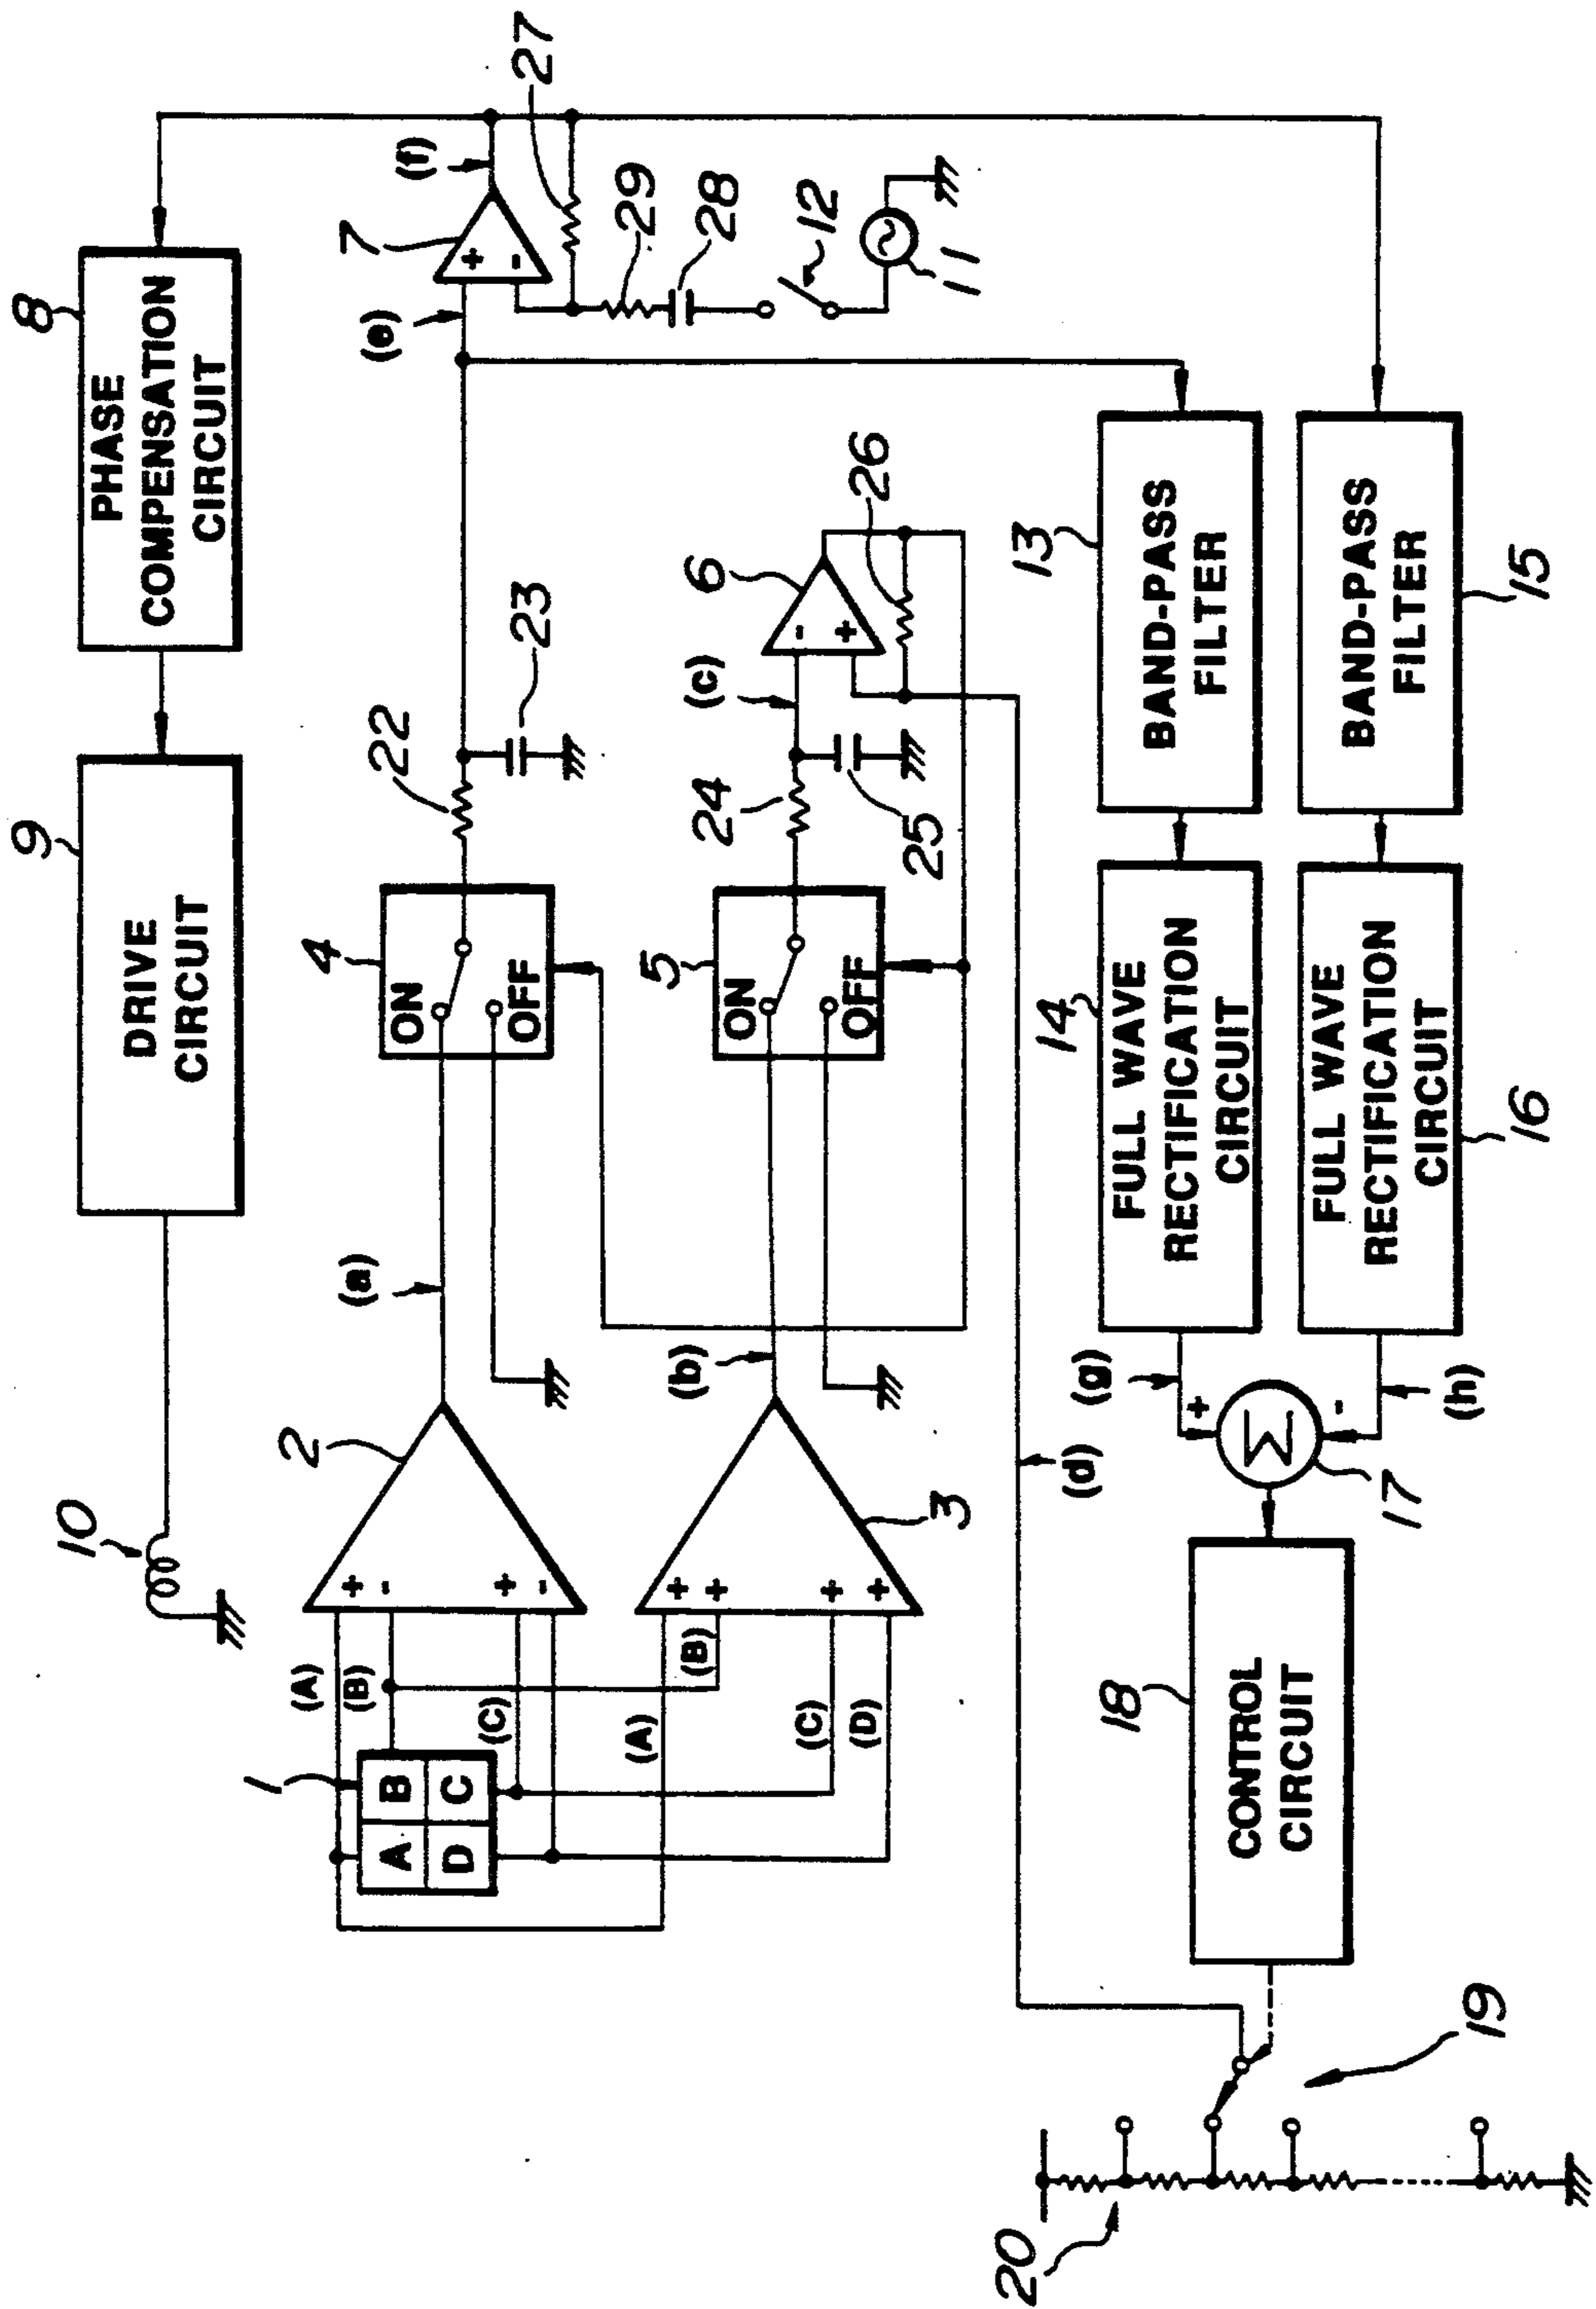 10
9
DRIVE
CIRCUIT
8
PHASE
COMPENSATION
CIRCUIT
1
A B
D C
(A)
(B)
(C)
+
-
+
-
2
(a)
4
ON
OFF
22
23
(e)
7
+
-
(f)
27
29
28
12
11
(A)
(B)
(C)
(D)
+
+
+
+
3
(b)
5
ON
OFF
24
25
(c)
6
-
+
26
(d)
20
19
18
CONTROL
CIRCUIT
17
Σ
+
-
(g)
(h)
14
FULL WAVE
RECTIFICATION
CIRCUIT
13
BAND-PASS
FILTER
16
FULL WAVE
RECTIFICATION
CIRCUIT
15
BAND-PASS
FILTER